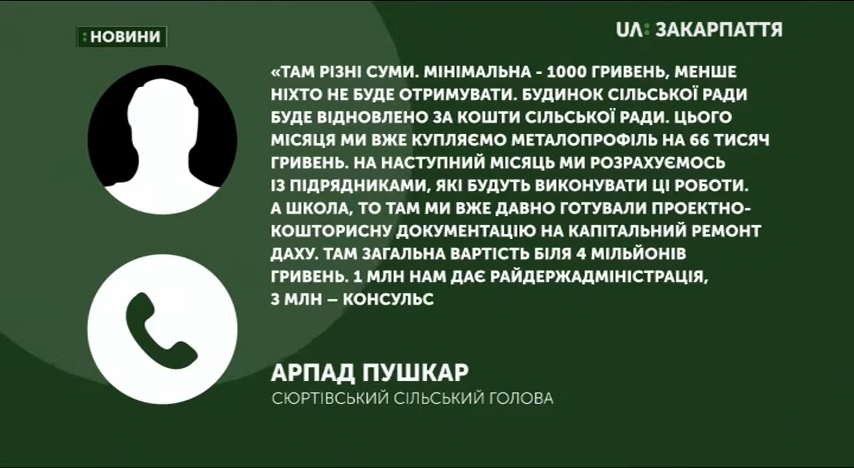 :НОВИНИ
UA: ЗАКАРПАТТЯ
«ТАМ РІЗНІ СУМИ. МІНІМАЛЬНА - 1000 ГРИВЕНЬ, МЕНШЕ
НІХТО НЕ БУДЕ ОТРИМУВАТИ. БУДИНОК СІЛЬСЬКОЇ РАДИ
БУДЕ ВІДНОВЛЕНО ЗА КОШТИ СІЛЬСЬКОЇ РАДИ. ЦЬОГО
МІСЯЦЯ МИ ВЖЕ КУПЛЯЄМО МЕТАЛОПРОФІЛЬ НА 66 ТИСЯЧ
ГРИВЕНЬ. НА НАСТУПНИЙ МІСЯЦЬ МИ РОЗРАХУЄМОСЬ
ІЗ ПІДРЯДНИКАМИ, ЯКІ БУДУТЬ ВИКОНУВАТИ ЦІ РОБОТИ.
А ШКОЛА, ТО ТАМ МИ ВЖЕ ДАВНО ГОТУВАЛИ ПРОЕКТНО-
КОШТОРИСНУ ДОКУМЕНТАЦІЮ НА КАПІТАЛЬНИЙ РЕМОНТ
ДАХУ. ТАМ ЗАГАЛЬНА ВАРТІСТЬ БІЛЯ 4 МІЛЬЙОНІВ
ГРИВЕНЬ. 1 МЛН НАМ ДАЄ РАЙДЕРЖАДМІНІСТРАЦІЯ,
3 МЛН – КОНСУЛЬС
АРПАД ПУШКАР
СЮРТІВСЬКИЙ СІЛЬСЬКИЙ ГОЛОВА